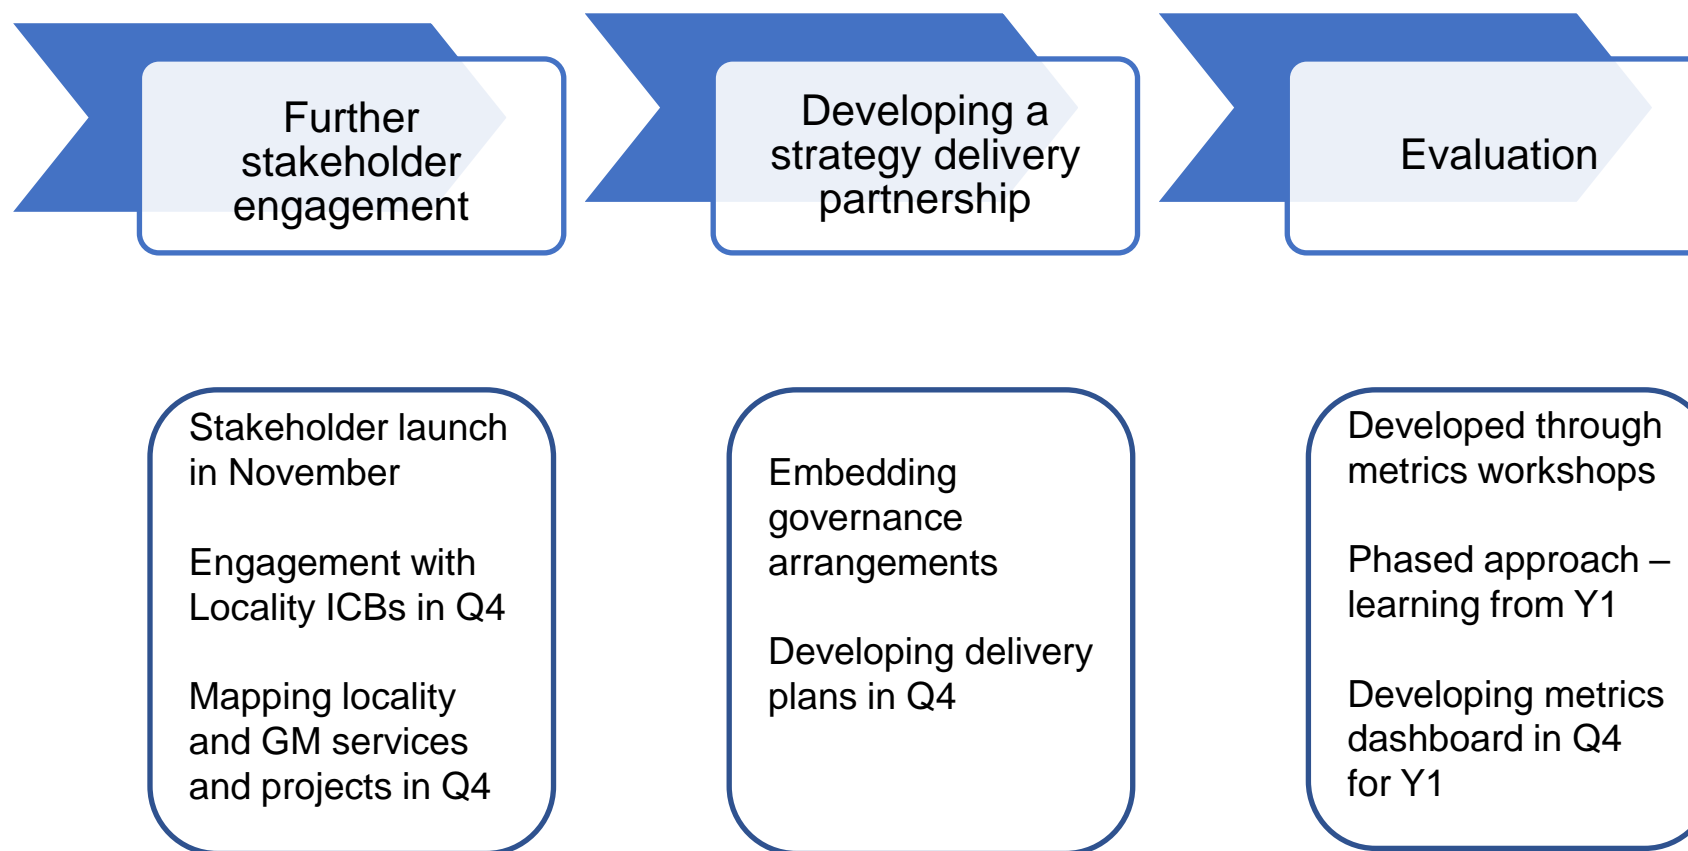 Further
stakeholder
engagement
Developing a
strategy delivery
partnership
Evaluation
Stakeholder launch
in November
Engagement with
Locality ICBs in Q4
Mapping locality
and GM services
and projects in Q4
Embedding
governance
arrangements
Developing delivery
plans in Q4
Developed through
metrics workshops
Phased approach –
learning from Y1
Developing metrics
dashboard in Q4
for Y1